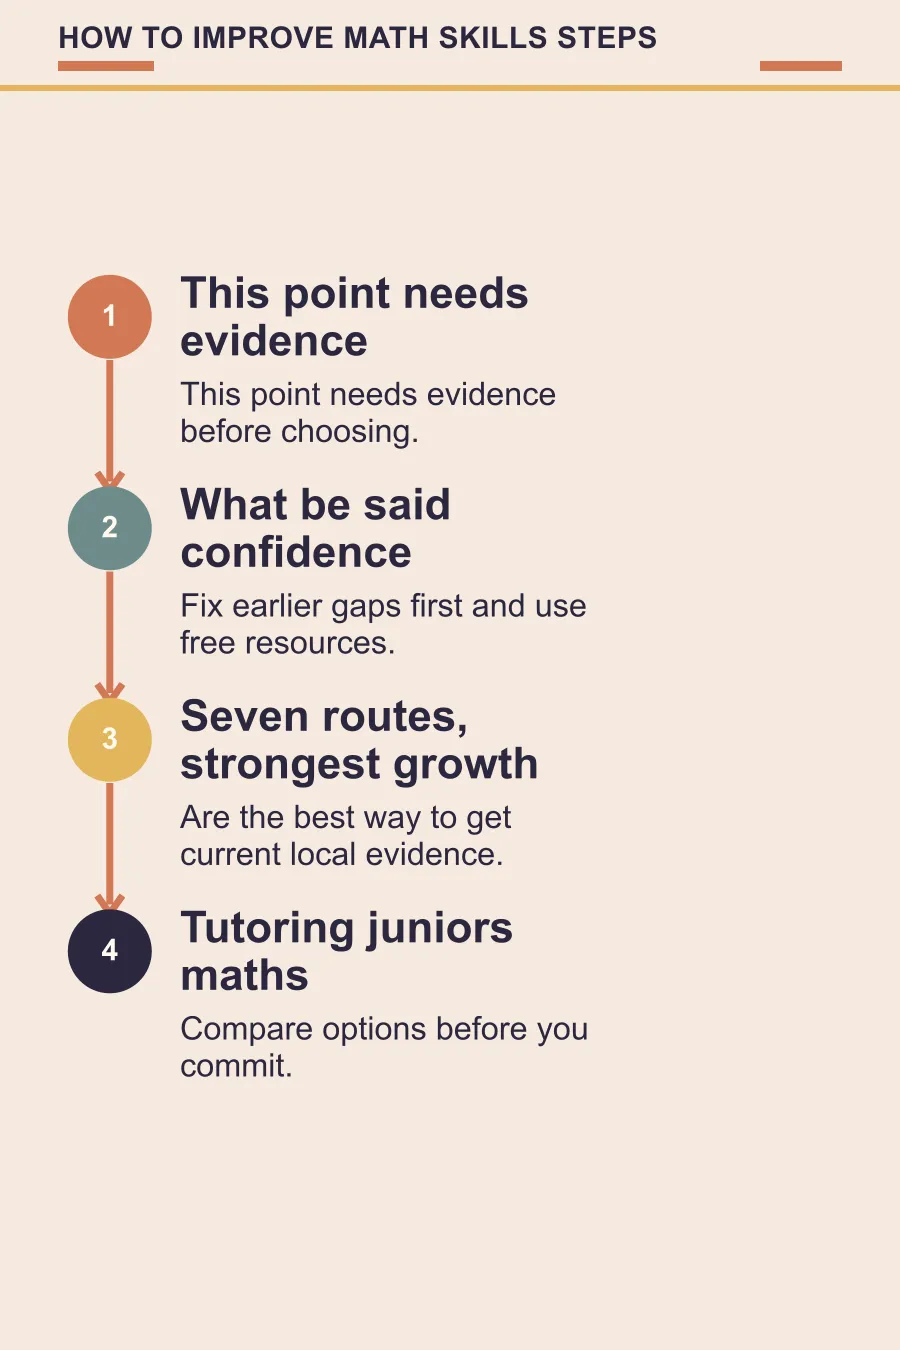 HOW TO IMPROVE MATH SKILLS STEPS
1
This point needs
evidence
This point needs evidence
before choosing.
2
What be said
confidence
Fix earlier gaps first and use
free resources.
3
Seven routes,
strongest growth
Are the best way to get
current local evidence.
4
Tutoring juniors
maths
Compare options before you
commit.